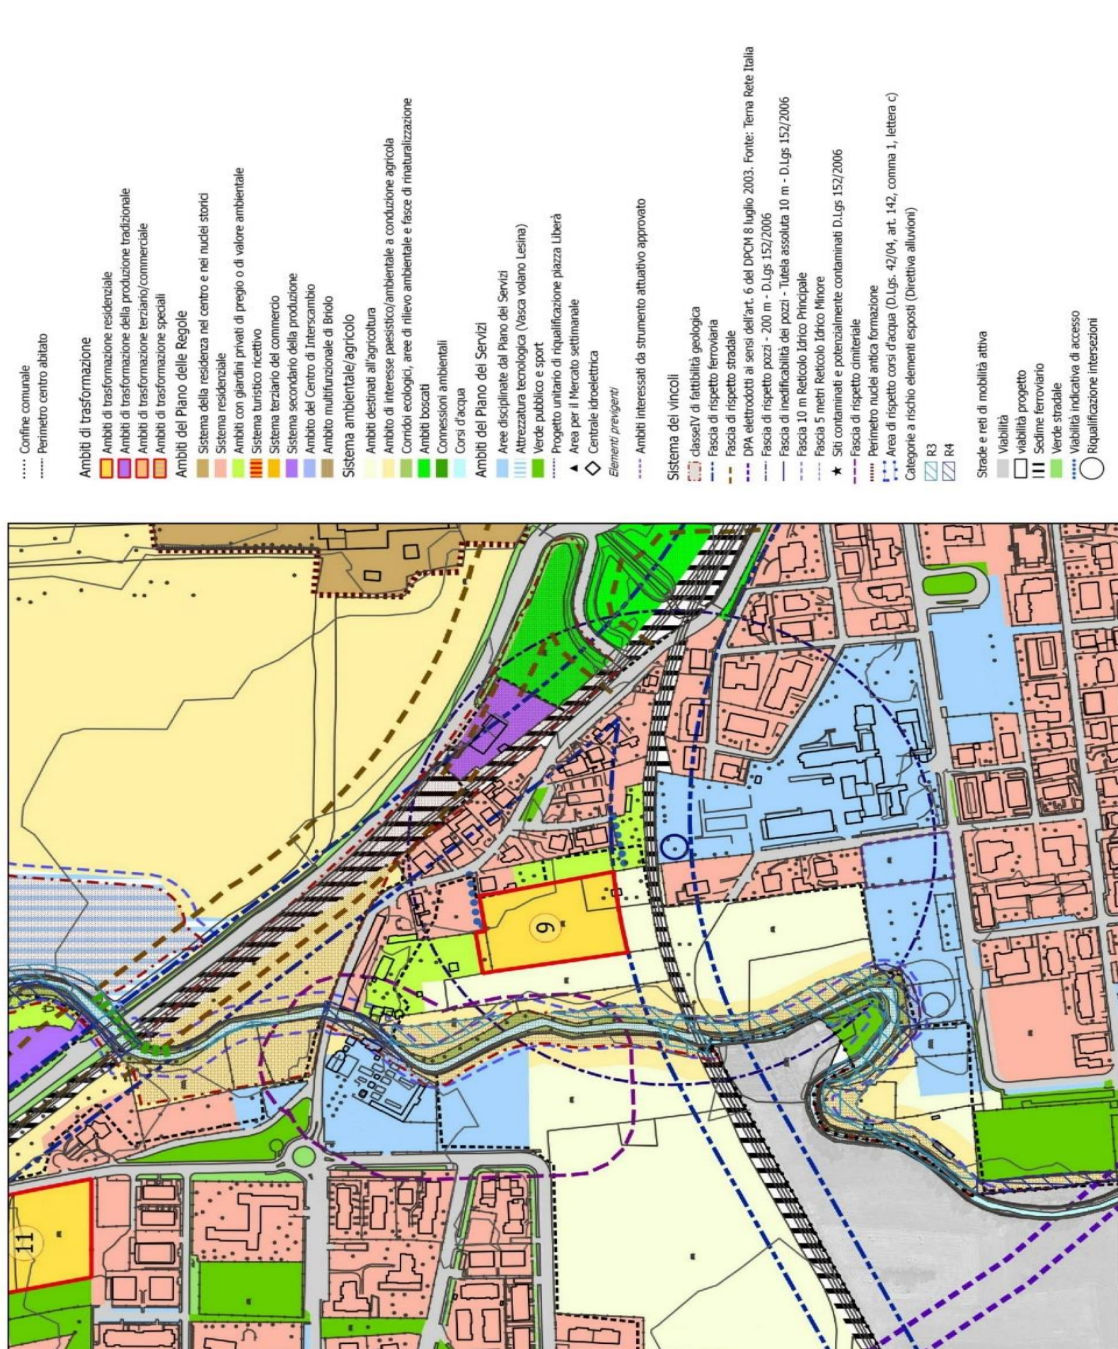 Confine comunale
Perimetro centro abitato
Ambiti di trasformazione
Ambiti di trasformazione residenziale
Ambiti di trasformazione della produzione tradizionale
Ambiti di trasformazione terziario/commerciale
Ambiti di trasformazione speciali
Ambiti del Piano delle Regole
Sistema della residenza nel centro e nei nudei storici
Sistema residenziale
Ambiti con giardini privati di pregio o di valore ambientale
Sistema turistico ricettivo
Sistema terziario del commercio
Sistema secondario della produzione
Ambito del Centro di Interscambio
Ambito multifunzionale di Briolo
Sistema ambientale/agricolo
Ambiti destinati all'agricoltura
Ambito di interesse paesistico/ambientale a conduzione agricola
Corridoi ecologici, aree di rilievo ambientale e fasce di rinaturalizzazione
Ambiti boscati
Connessioni ambientali
Corsi d'acqua
Ambiti del Piano dei Servizi
Aree disciplinate dal Piano dei Servizi
Attrezzatura tecnologica (Vasca volano Lesina)
Verde pubblico e sport
Progetto unitario di riqualificazione piazza Liberà
Area per il Mercato settimanale
Centrale idroelettrica
Elementi previgenti
Ambiti interessati da strumento attuativo approvato
Sistema dei vincoli
classeIV di fattibilità geologica
Fascia di rispetto ferroviaria
Fascia di rispetto stradale
DPA elettrodotti ai sensi dell'art. 6 del DPCM 8 luglio 2003. Fonte: Terna Rete Italia
Fascia di rispetto pozzi - 200 m - D.Lgs 152/2006
Fascia di inedificabilità dei pozzi - Tutela assoluta 10 m - D.Lgs 152/2006
Fascia 10 m Reticolo Idrico Principale
Fascia 5 metri Reticolo Idrico Minore
Siti contaminati e potenzialmente contaminati D.Lgs 152/2006
Fascia di rispetto cimiteriale
Perimetro nuclei antica formazione
Area di rispetto corsi d'acqua (D.Lgs. 42/04, art. 142, comma 1, lettera c)
Categorie a rischio elementi esposti (Direttiva alluvioni)
R3
R4
Strade e reti di mobilità attiva
Viabilità
viabilità progetto
Sedime ferroviario
Verde stradale
Viabilità indicativa di accesso
Riqualificazione intersezioni
9
11